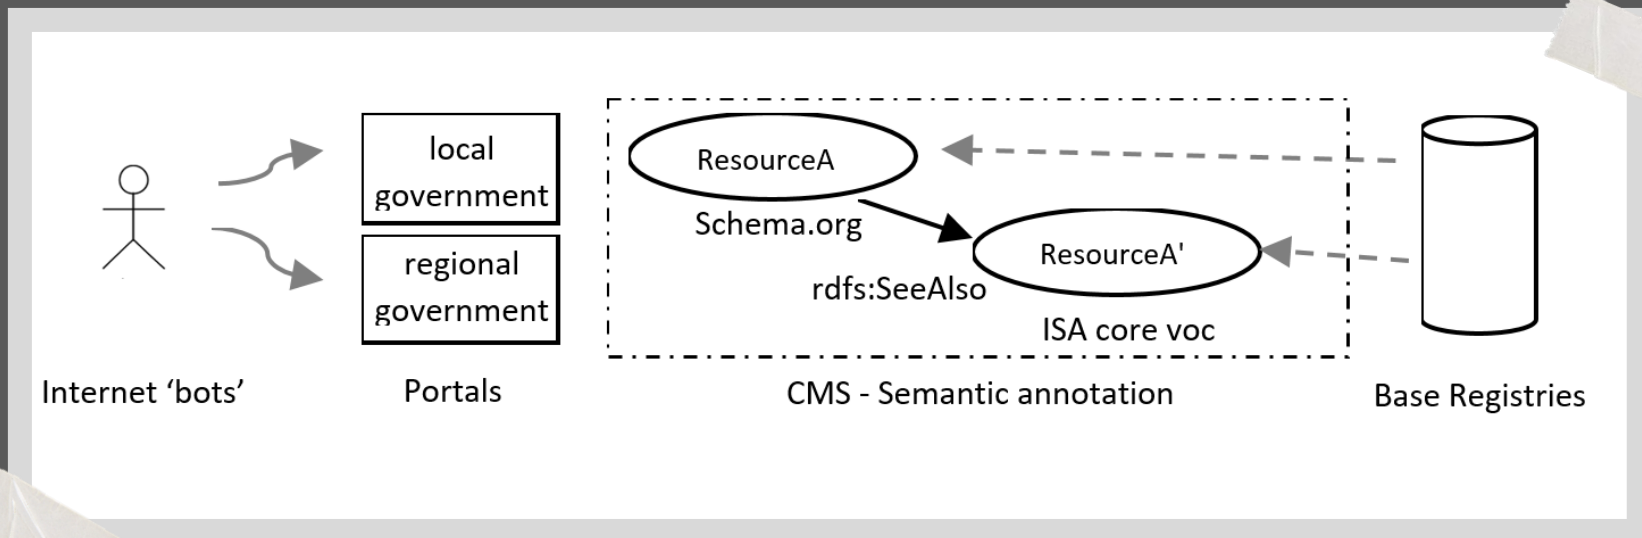 local
government
regional
government
ResourceA
Schema.org
rdfs:SeeAlso
ResourceA'
ISA core voc
Internet ‘bots’
Portals
CMS - Semantic annotation
Base Registries